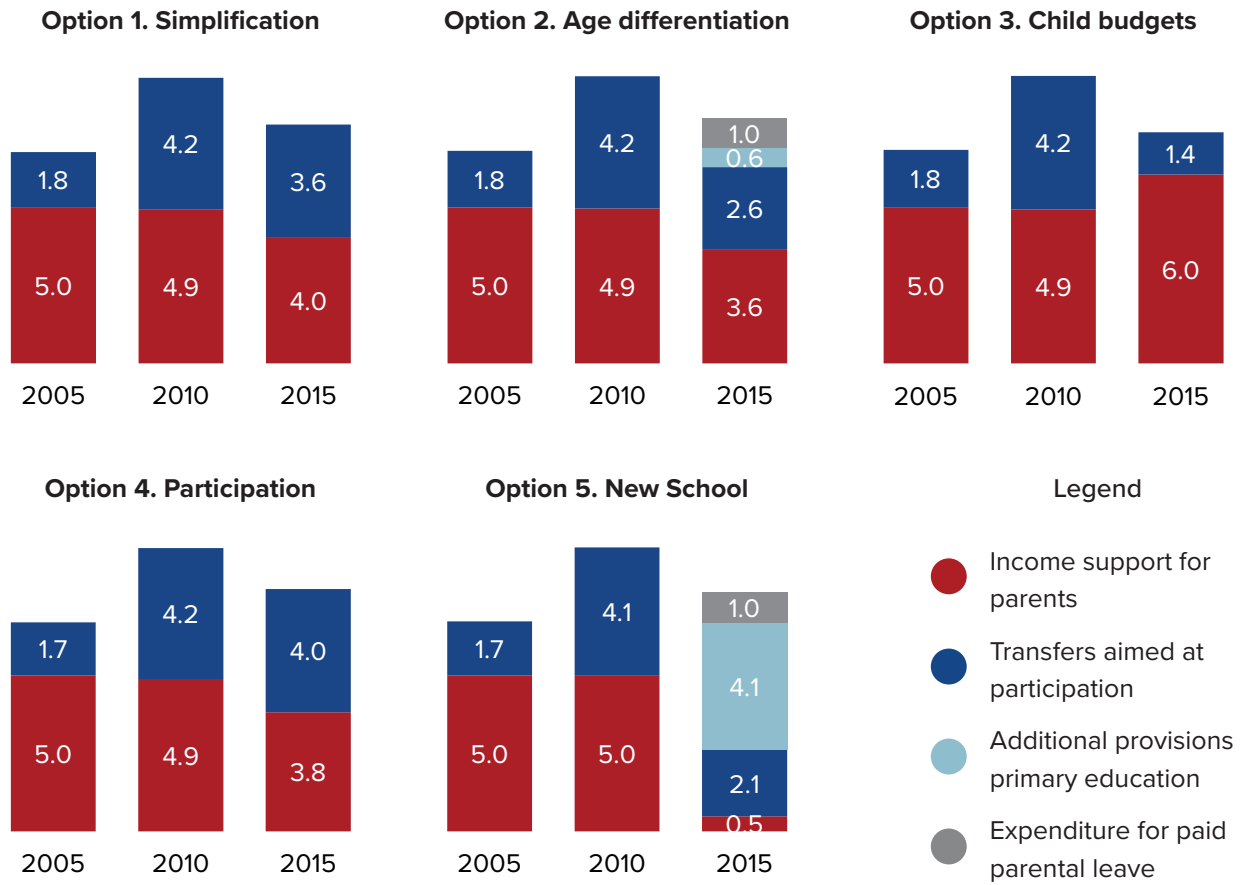 Option 1. Simplification
1.8
5.0
4.2
4.9
3.6
4.0
2005 2010 2015
Option 2. Age differentiation
1.8
5.0
4.2
4.9
1.0
0.6
2.6
3.6
2005 2010 2015
Option 3. Child budgets
1.8
5.0
4.2
4.9
1.4
6.0
2005 2010 2015
Option 4. Participation
1.7
5.0
4.2
4.9
4.0
3.8
2005 2010 2015
Option 5. New School
1.7
5.0
4.1
5.0
1.0
4.1
2.1
0.5
2005 2010 2015
Legend
Income support for
parents
Transfers aimed at
participation
Additional provisions
primary education
Expenditure for paid
parental leave